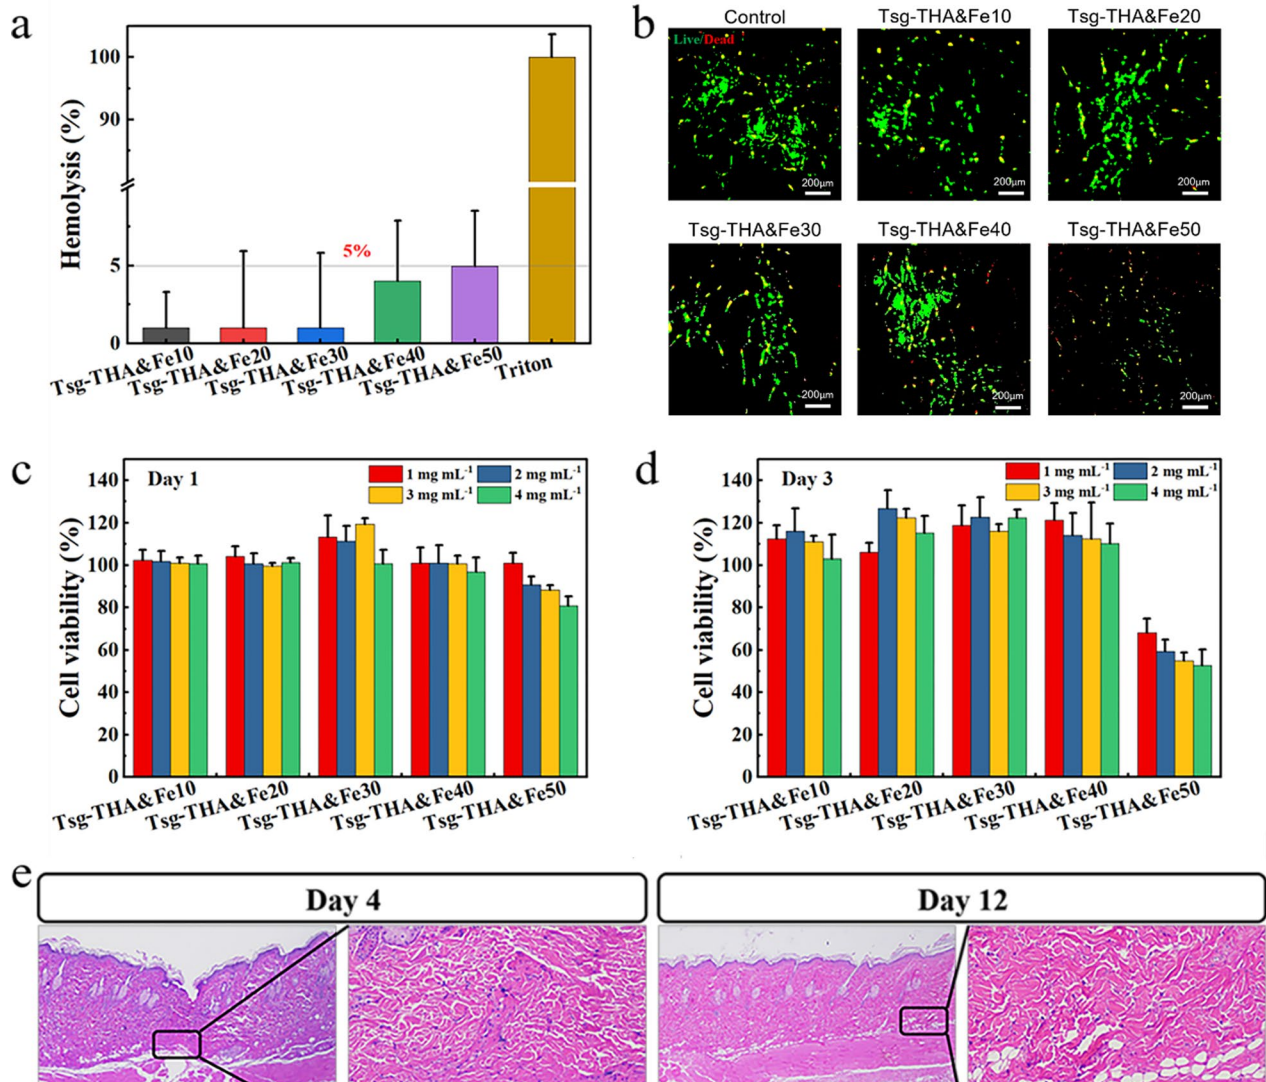 a
Hemolysis (%)
100
90
5
0
5%
Tsg-THA&Fe10
Tsg-THA&Fe20
Tsg-THA&Fe30
Tsg-THA&Fe40
Tsg-THA&Fe50
Triton
b
Control
Tsg-THA&Fe10
Tsg-THA&Fe20
Live/Dead
200μm
200μm
200μm
Tsg-THA&Fe30
Tsg-THA&Fe40
Tsg-THA&Fe50
200μm
200μm
200μm
c
Cell viability (%)
140
120
100
80
60
40
20
0
Day 1
1 mg mL⁻¹
2 mg mL⁻¹
3 mg mL⁻¹
4 mg mL⁻¹
Tsg-THA&Fe10
Tsg-THA&Fe20
Tsg-THA&Fe30
Tsg-THA&Fe40
Tsg-THA&Fe50
d
Cell viability (%)
140
120
100
80
60
40
20
0
Day 3
1 mg mL⁻¹
2 mg mL⁻¹
3 mg mL⁻¹
4 mg mL⁻¹
Tsg-THA&Fe10
Tsg-THA&Fe20
Tsg-THA&Fe30
Tsg-THA&Fe40
Tsg-THA&Fe50
e
Day 4
Day 12